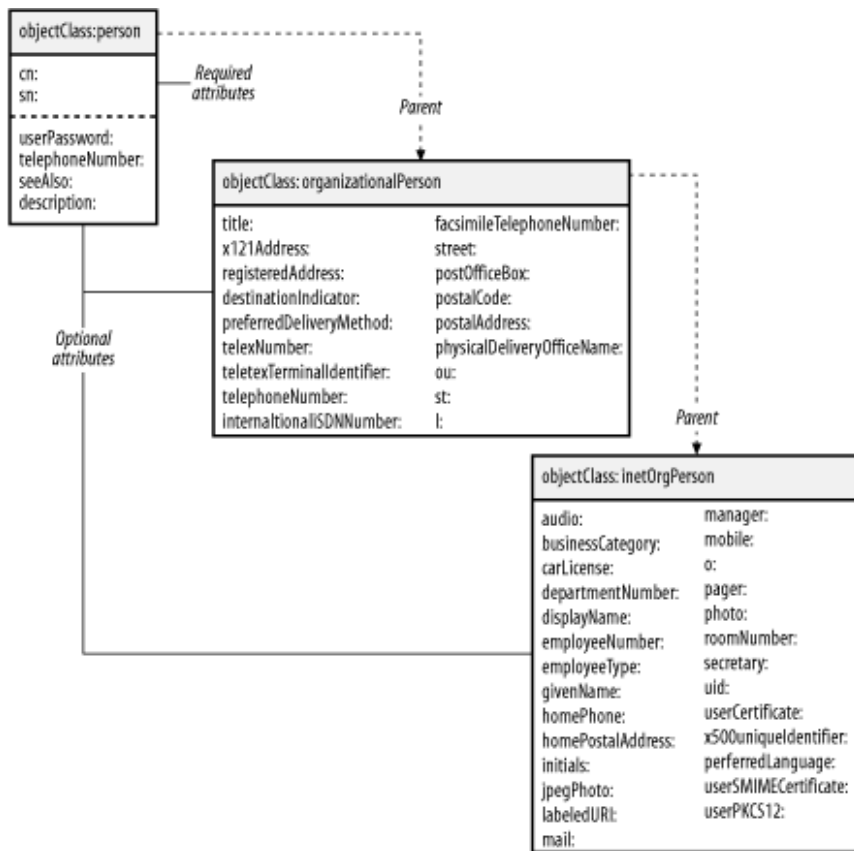 objectClass:person
cn:
sn:
userPassword:
telephoneNumber:
seeAlso:
description:
Required
attributes
Parent
objectClass: organizationalPerson
title:
x121Address:
registeredAddress:
destinationIndicator:
preferredDeliveryMethod:
telexNumber:
teletexTerminalIdentifier:
telephoneNumber:
internaltionaliSDNNumber:
facsimileTelephoneNumber:
street:
postOfficeBox:
postalCode:
postalAddress:
physicalDeliveryOfficeName:
ou:
st:
l:
Optional
attributes
Parent
objectClass: inetOrgPerson
audio:
businessCategory:
carLicense:
departmentNumber:
displayName:
employeeNumber:
employeeType:
givenName:
homePhone:
homePostalAddress:
initials:
jpegPhoto:
labeledURI:
mail:
manager:
mobile:
o:
pager:
photo:
roomNumber:
secretary:
uid:
userCertificate:
x500uniqueIdentifier:
perferredLanguage:
userSMIMECertificate:
userPKCS12: